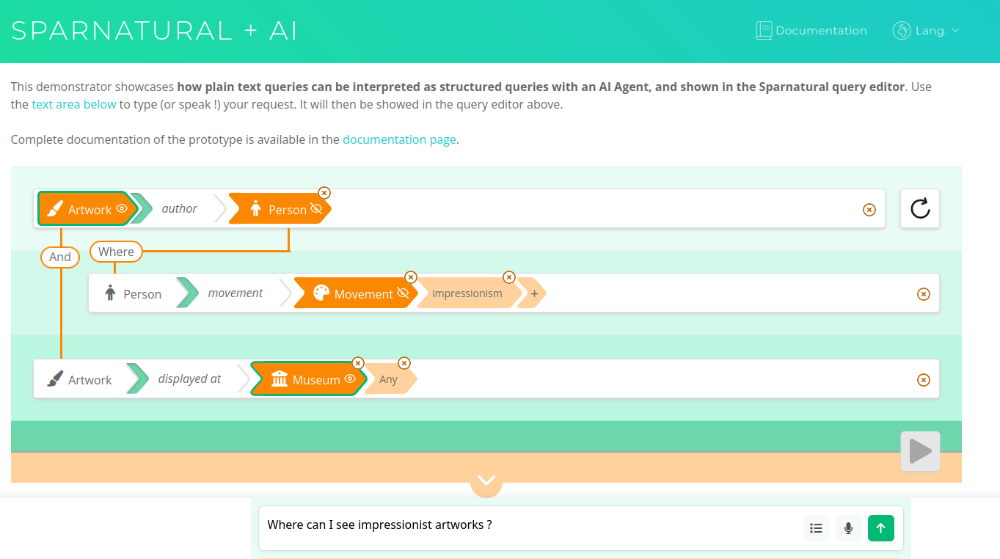 SPARNATURAL + AI
Documentation
Lang.
This demonstrator showcases how plain text queries can be interpreted as structured queries with an AI Agent, and shown in the Sparnatural query editor. Use
the text area below to type (or speak !) your request. It will then be showed in the query editor above.
Complete documentation of the prototype is available in the documentation page.
Artwork author Person
And Where
Person movement Movement impressionism +
Artwork displayed at Museum Any
Where can I see impressionist artworks ?